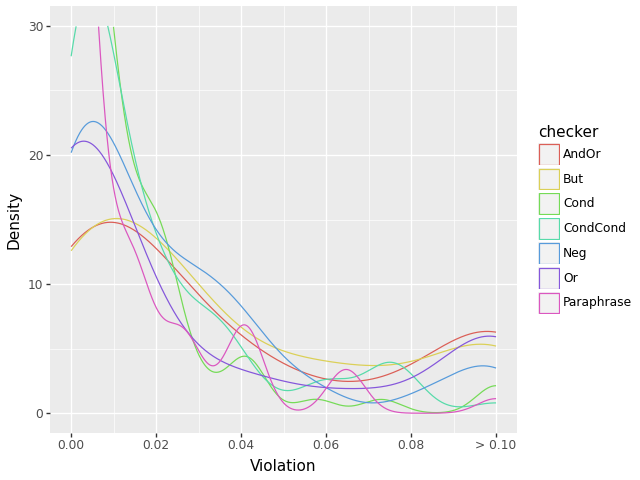 30
20
10
0
Density
0.00 0.02 0.04 0.06 0.08 > 0.10
Violation
checker
AndOr
But
Cond
CondCond
Neg
Or
Paraphrase